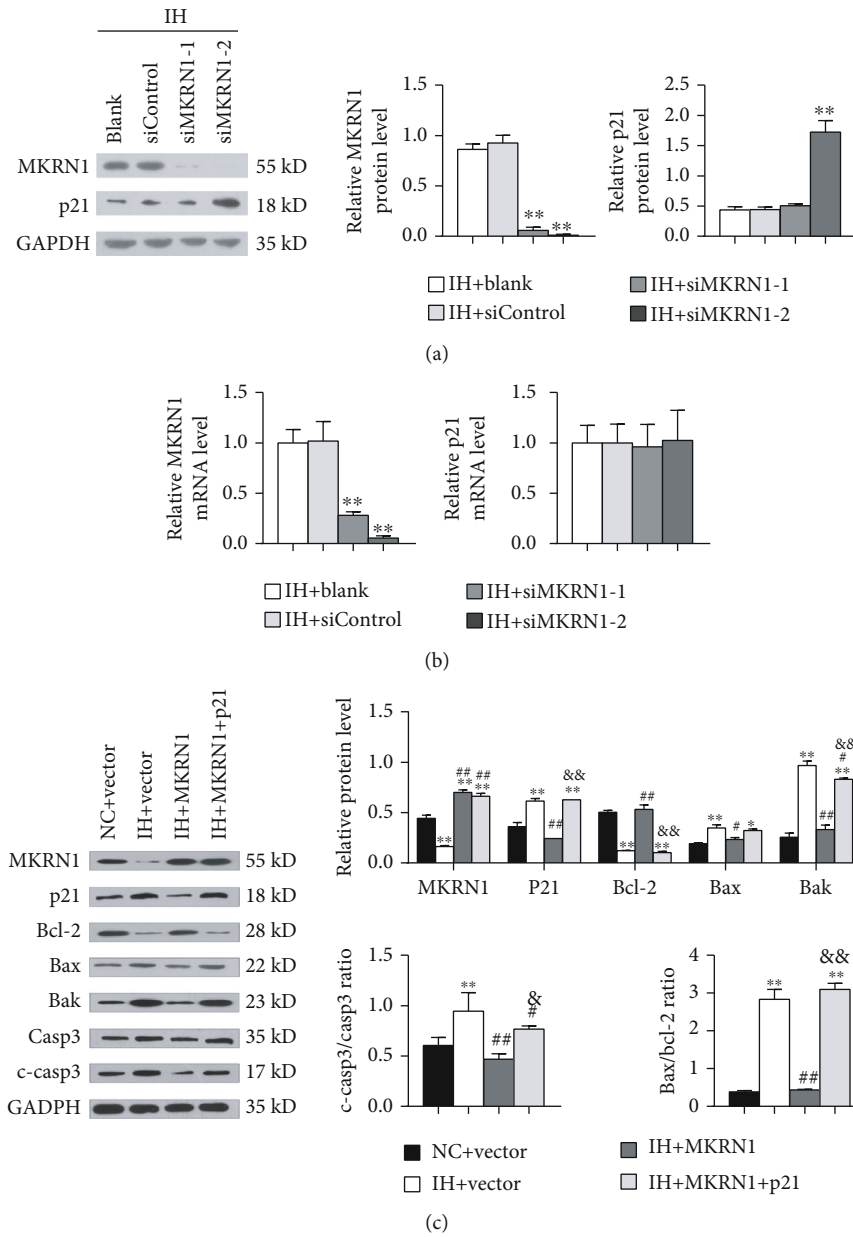 IH
Blank
siControl
siMKRN1-1
siMKRN1-2
MKRN1 55 kD
p21 18 kD
GAPDH 35 kD
Relative MKRN1
protein level
1.5
1.0
0.5
0.0
**
**
Relative p21
protein level
2.5
2.0
1.5
1.0
0.5
0.0
**
IH+blank
IH+siControl
IH+siMKRN1-1
IH+siMKRN1-2
(a)
Relative MKRN1
mRNA level
1.5
1.0
0.5
0.0
**
**
Relative p21
mRNA level
1.5
1.0
0.5
0.0
IH+blank
IH+siControl
IH+siMKRN1-1
IH+siMKRN1-2
(b)
NC+vector
IH+vector
IH+MKRN1
IH+MKRN1+p21
MKRN1 55 kD
p21 18 kD
Bcl-2 28 kD
Bax 22 kD
Bak 23 kD
Casp3 35 kD
c-casp3 17 kD
GADPH 35 kD
Relative protein level
1.5
1.0
0.5
0.0
**
##
**
##
**
**
##
&&
**
**
##
&&
**
**
#
*
**
##
&&
#
**
MKRN1 P21 Bcl-2 Bax Bak
c-casp3/casp3 ratio
1.5
1.0
0.5
0.0
**
##
&
#
Bax/bcl-2 ratio
4
3
2
1
0
**
##
&&
**
NC+vector
IH+vector
IH+MKRN1
IH+MKRN1+p21
(c)